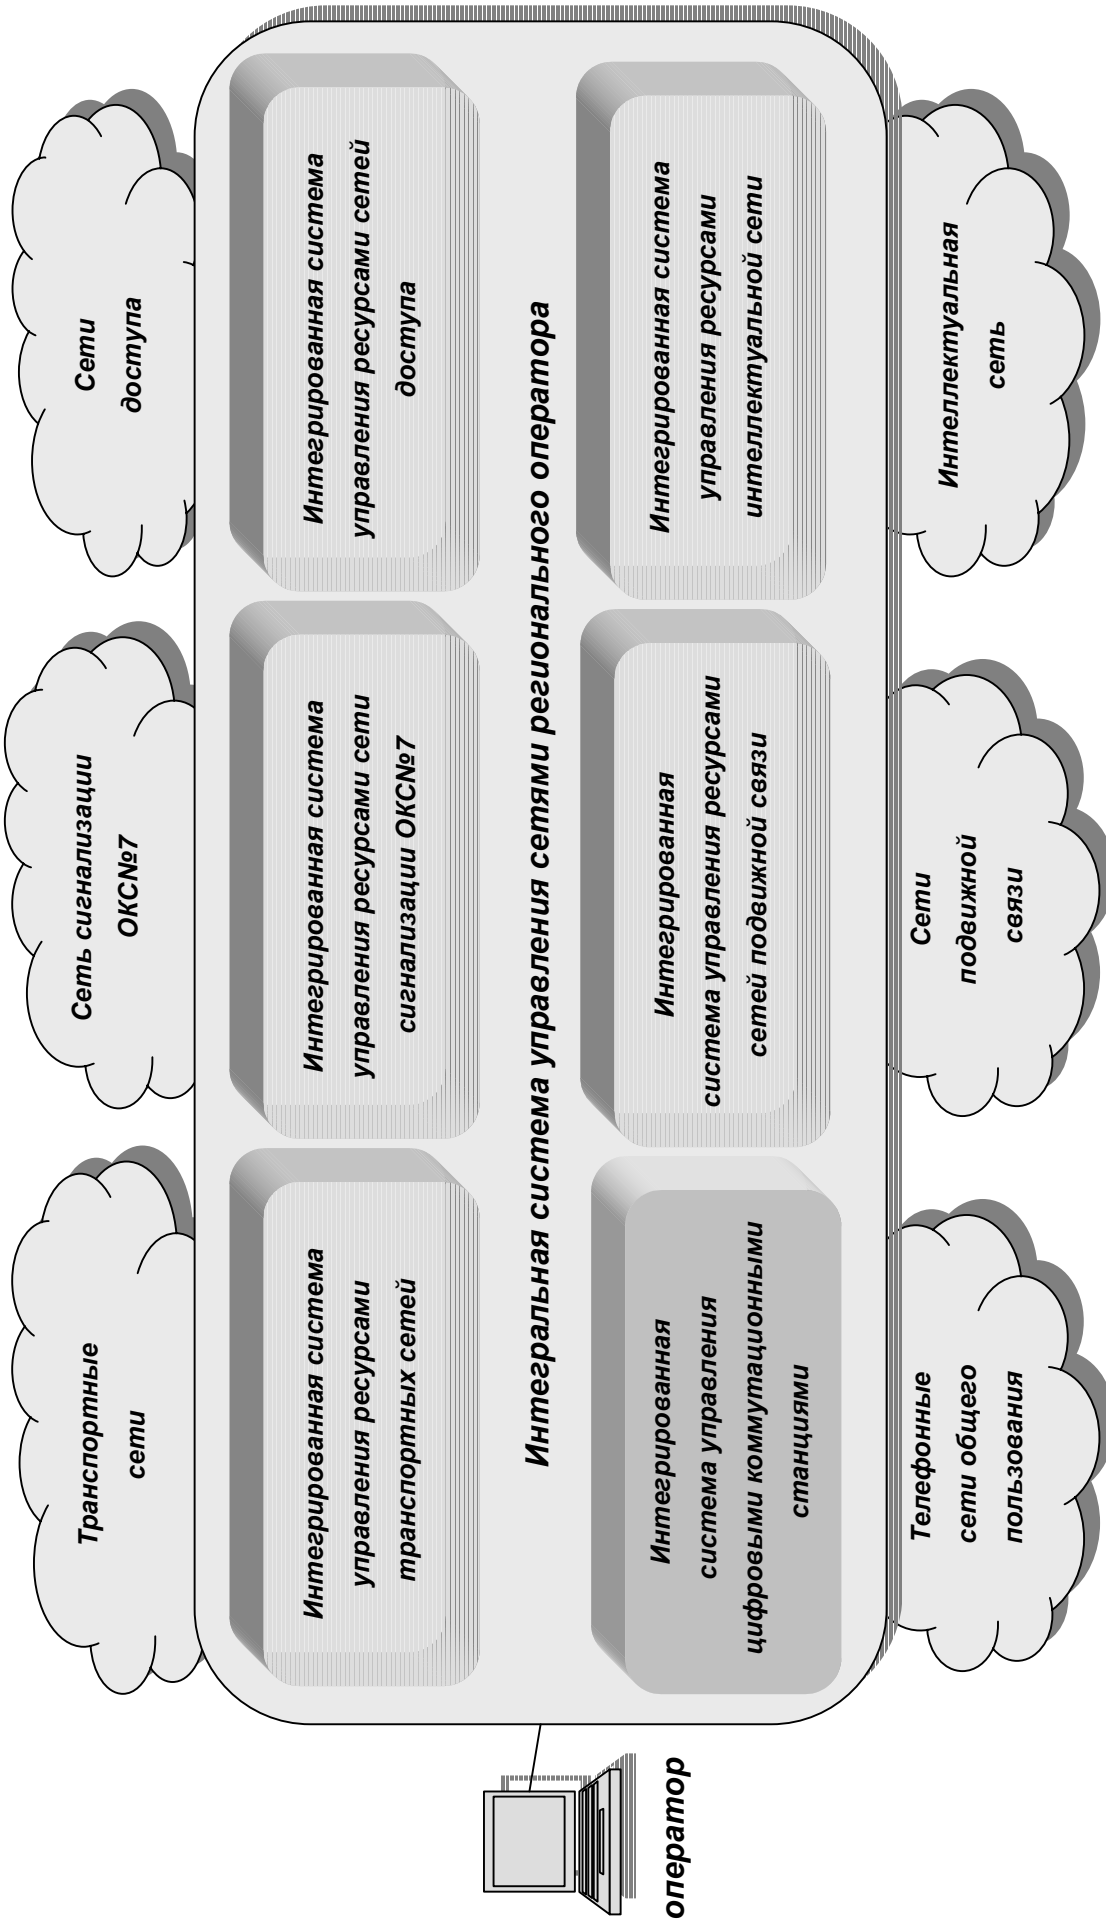 Транспортные
сети
Сеть сигнализации
ОКС№7
Сети
доступа
Интегрированная система
управления ресурсами
транспортных сетей
Интегрированная система
управления ресурсами сети
сигнализации ОКС№7
Интегрированная система
управления ресурсами сетей
доступа
Интегральная система управления сетями регионального оператора
Интегрированная
система управления
цифровыми коммутационными
станциями
Интегрированная
система управления ресурсами
сетей подвижной связи
Интегрированная система
управления ресурсами
интеллектуальной сети
оператор
Телефонные
сети общего
пользования
Сети
подвижной
связи
Интеллектуальная
сеть